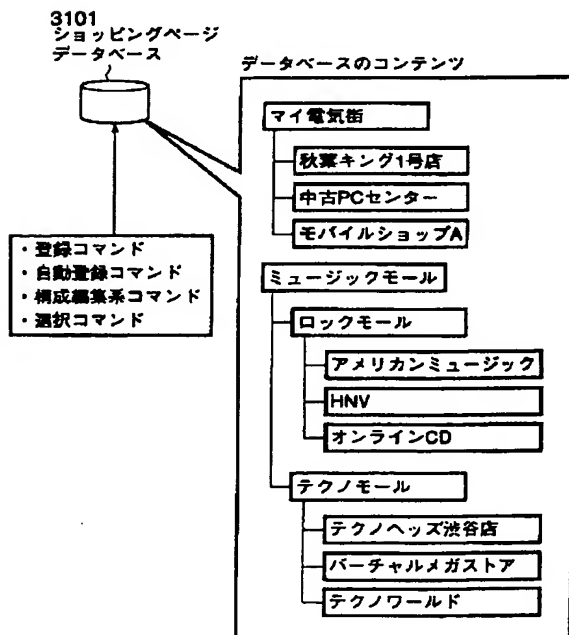 3101
ショッピングページ
データベース
データベースのコンテンツ
マイ電気街
秋葉キング1号店
中古PCセンター
モバイルショップA
・登録コマンド
・自動登録コマンド
・構成編集系コマンド
・選択コマンド
ミュージックモール
ロックモール
アメリカンミュージック
HNV
オンラインCD
テクノモール
テクノヘッズ渋谷店
バーチャルメガストア
テクノワールド